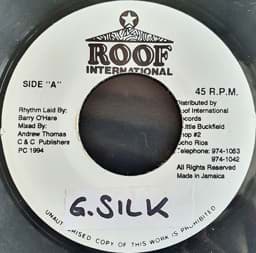 ROOF
INTERNATIONAL
SIDE "A"
45 R.P.M.
Rhythm Laid By:
Barry O'Hare
Mixed By:
Andrew Thomas
C & C Publishers
PC 1994
Distributed by
Roof International
Records
Little Buckfield
Shop #2
Ocho Rios
Telephone: 974-1063
974-1042
All Rights Reserved
Made in Jamaica
G.SILK
UNAUT ISED COPY OF THIS WORK IS PROHIBITED